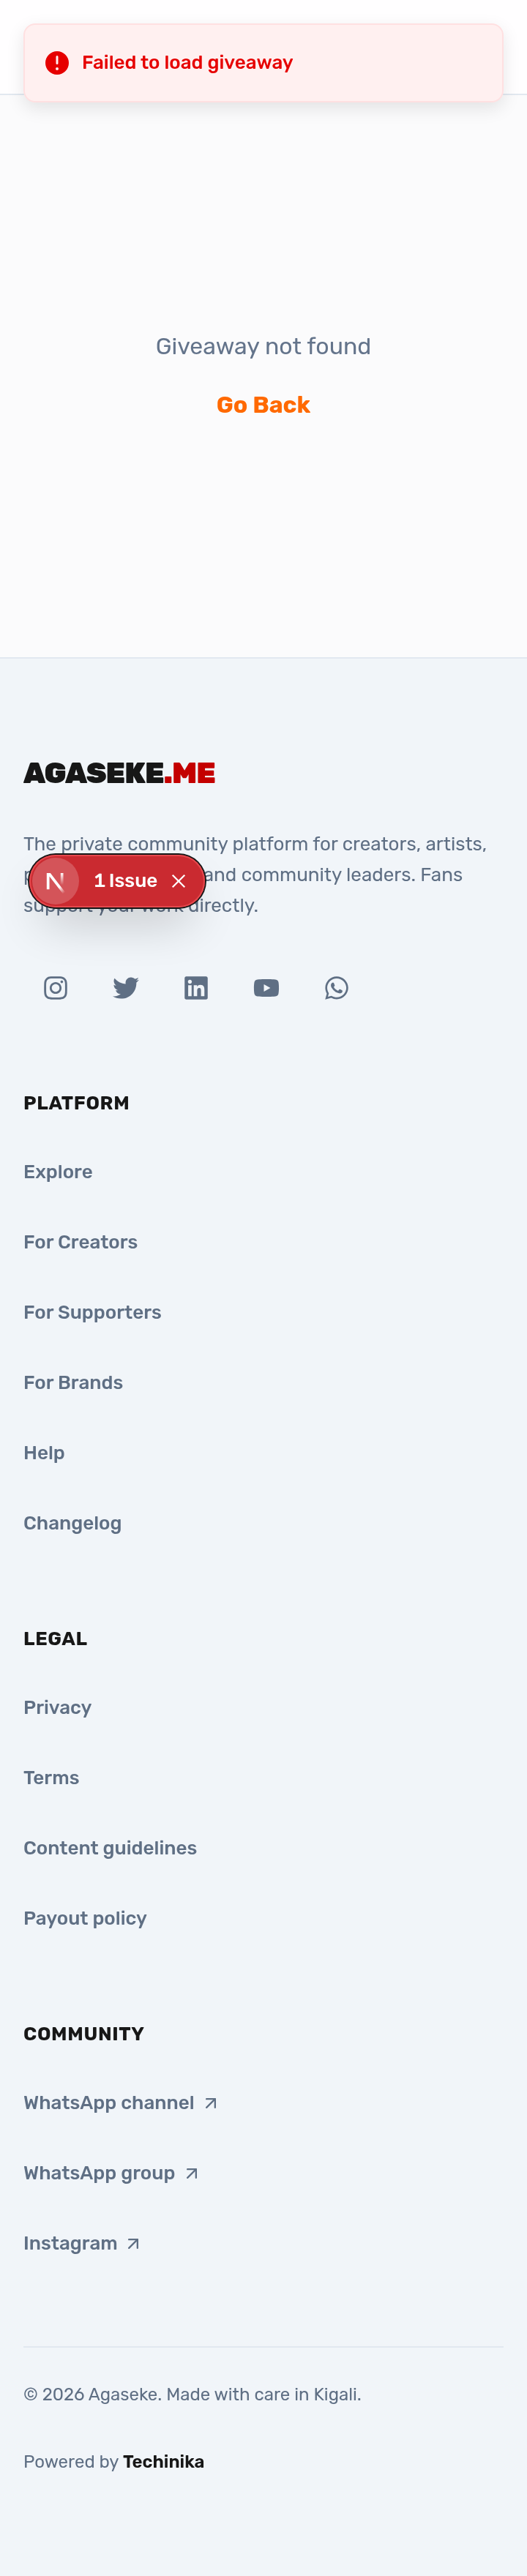 Failed to load giveaway
Giveaway not found
Go Back
AGASEKE.ME
The private community platform for creators, artists,
and community leaders. Fans
support your work directly.
N 1 Issue
PLATFORM
Explore
For Creators
For Supporters
For Brands
Help
Changelog
LEGAL
Privacy
Terms
Content guidelines
Payout policy
COMMUNITY
WhatsApp channel
WhatsApp group
Instagram
© 2026 Agaseke. Made with care in Kigali.
Powered by Techinika